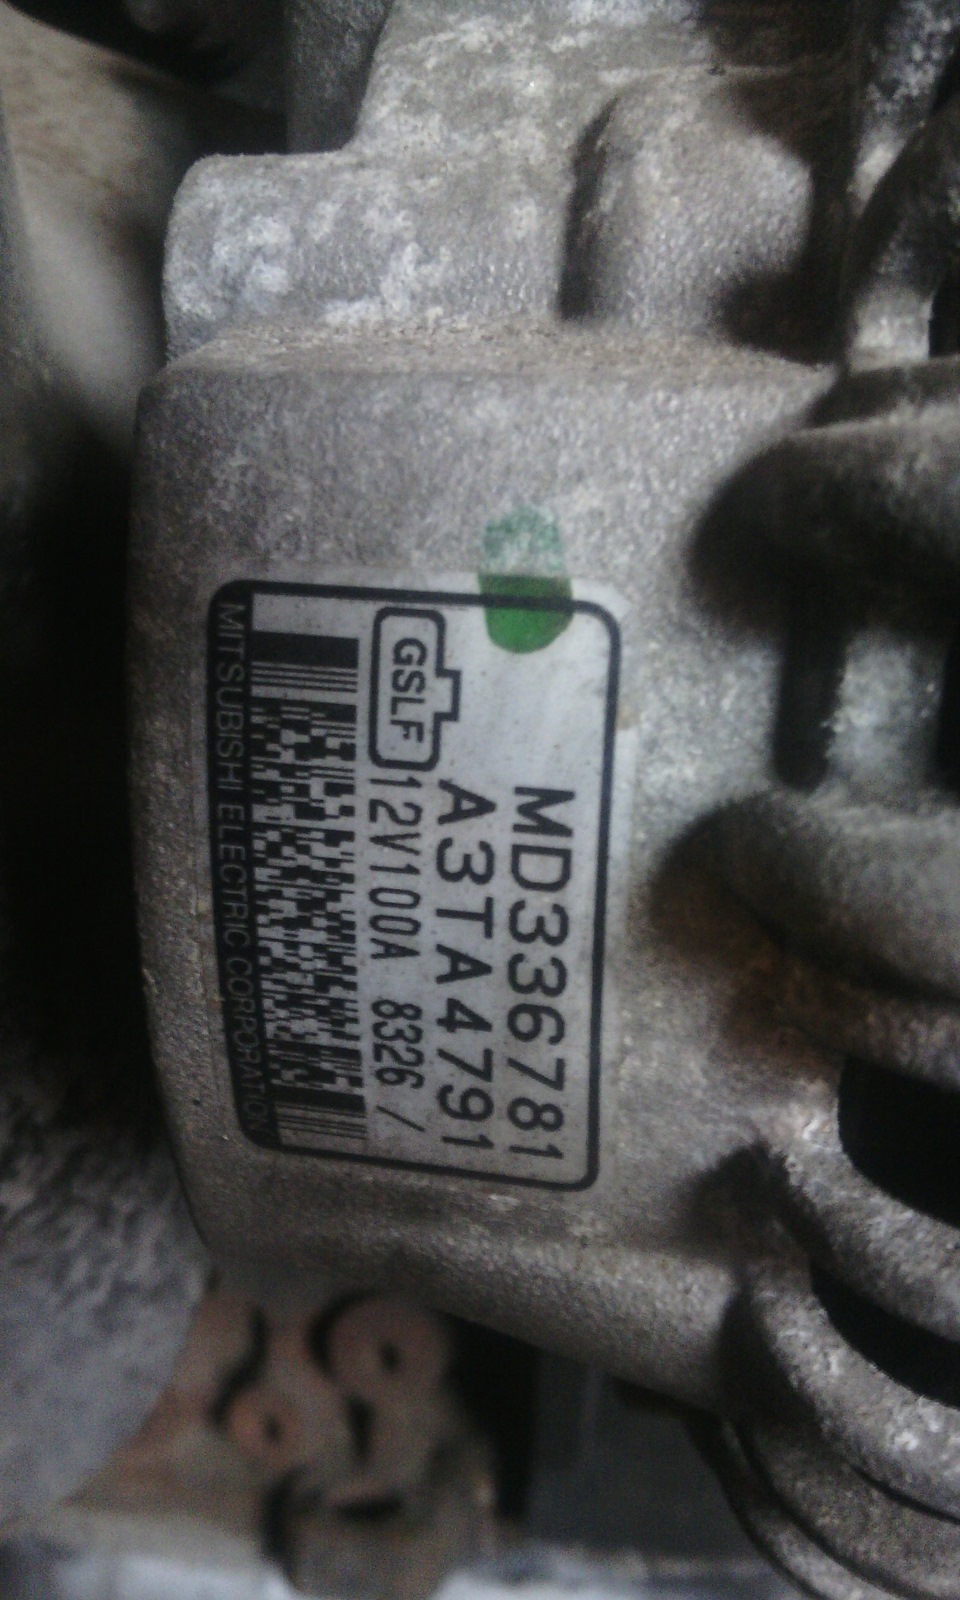 MD336781
A3TA4791
GSLF 12V100A 8326 /
MITSUBISHI ELECTRIC CORPORATION